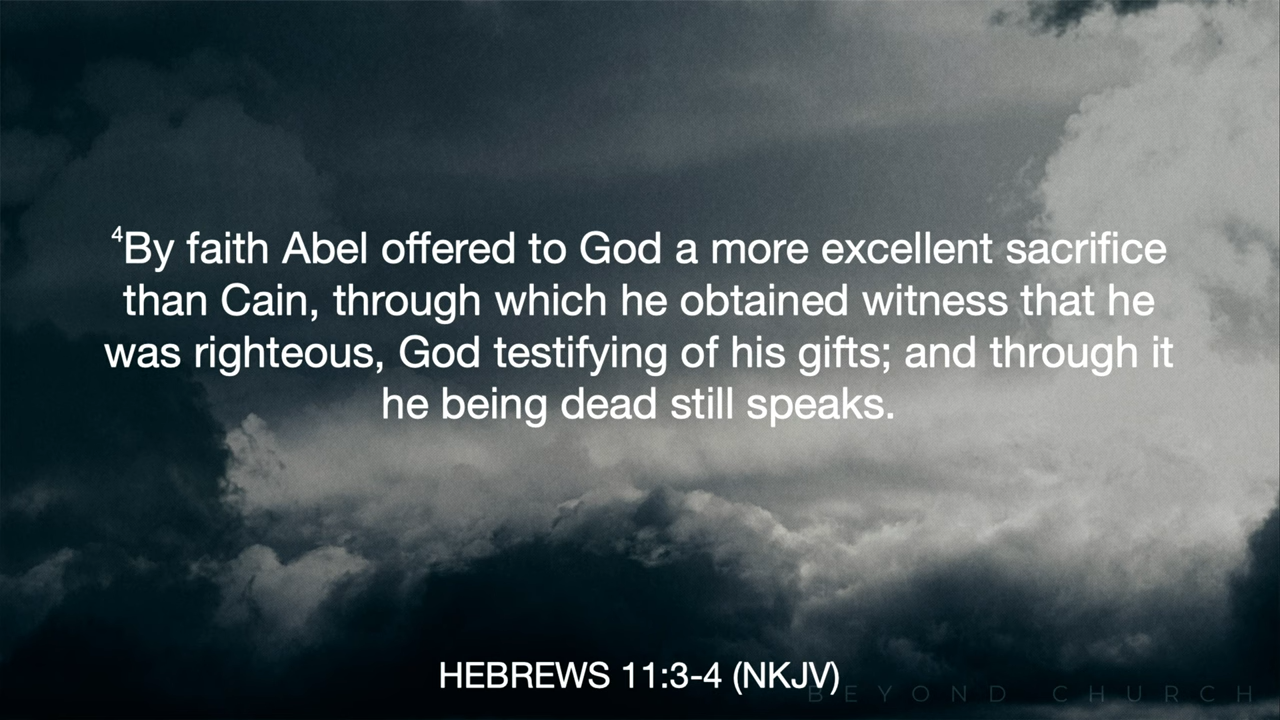 ⁴By faith Abel offered to God a more excellent sacrifice
than Cain, through which he obtained witness that he
was righteous, God testifying of his gifts; and through it
he being dead still speaks.
HEBREWS 11:3-4 (NKJV)
BEYOND CHURCH